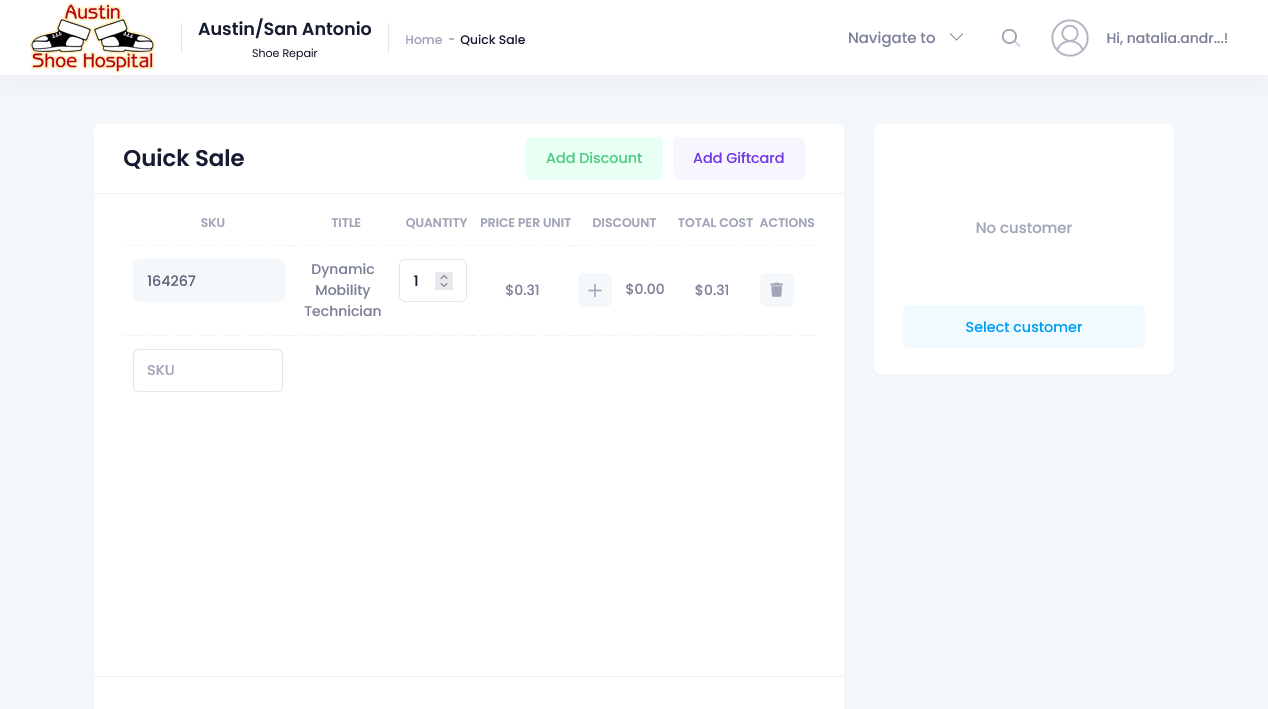 Austin
Shoe Hospital
Austin/San Antonio
Shoe Repair
Home - Quick Sale
Navigate to
Hi, natalia.andr...!
Quick Sale
Add Discount
Add Giftcard
SKU TITLE QUANTITY PRICE PER UNIT DISCOUNT TOTAL COST ACTIONS
164267
Dynamic
Mobility
Technician
1
$0.31
$0.00
$0.31
SKU
No customer
Select customer